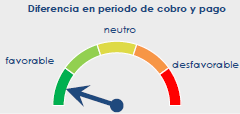 Diferencia en periodo de cobro y pago
neutro
favorable
desfavorable